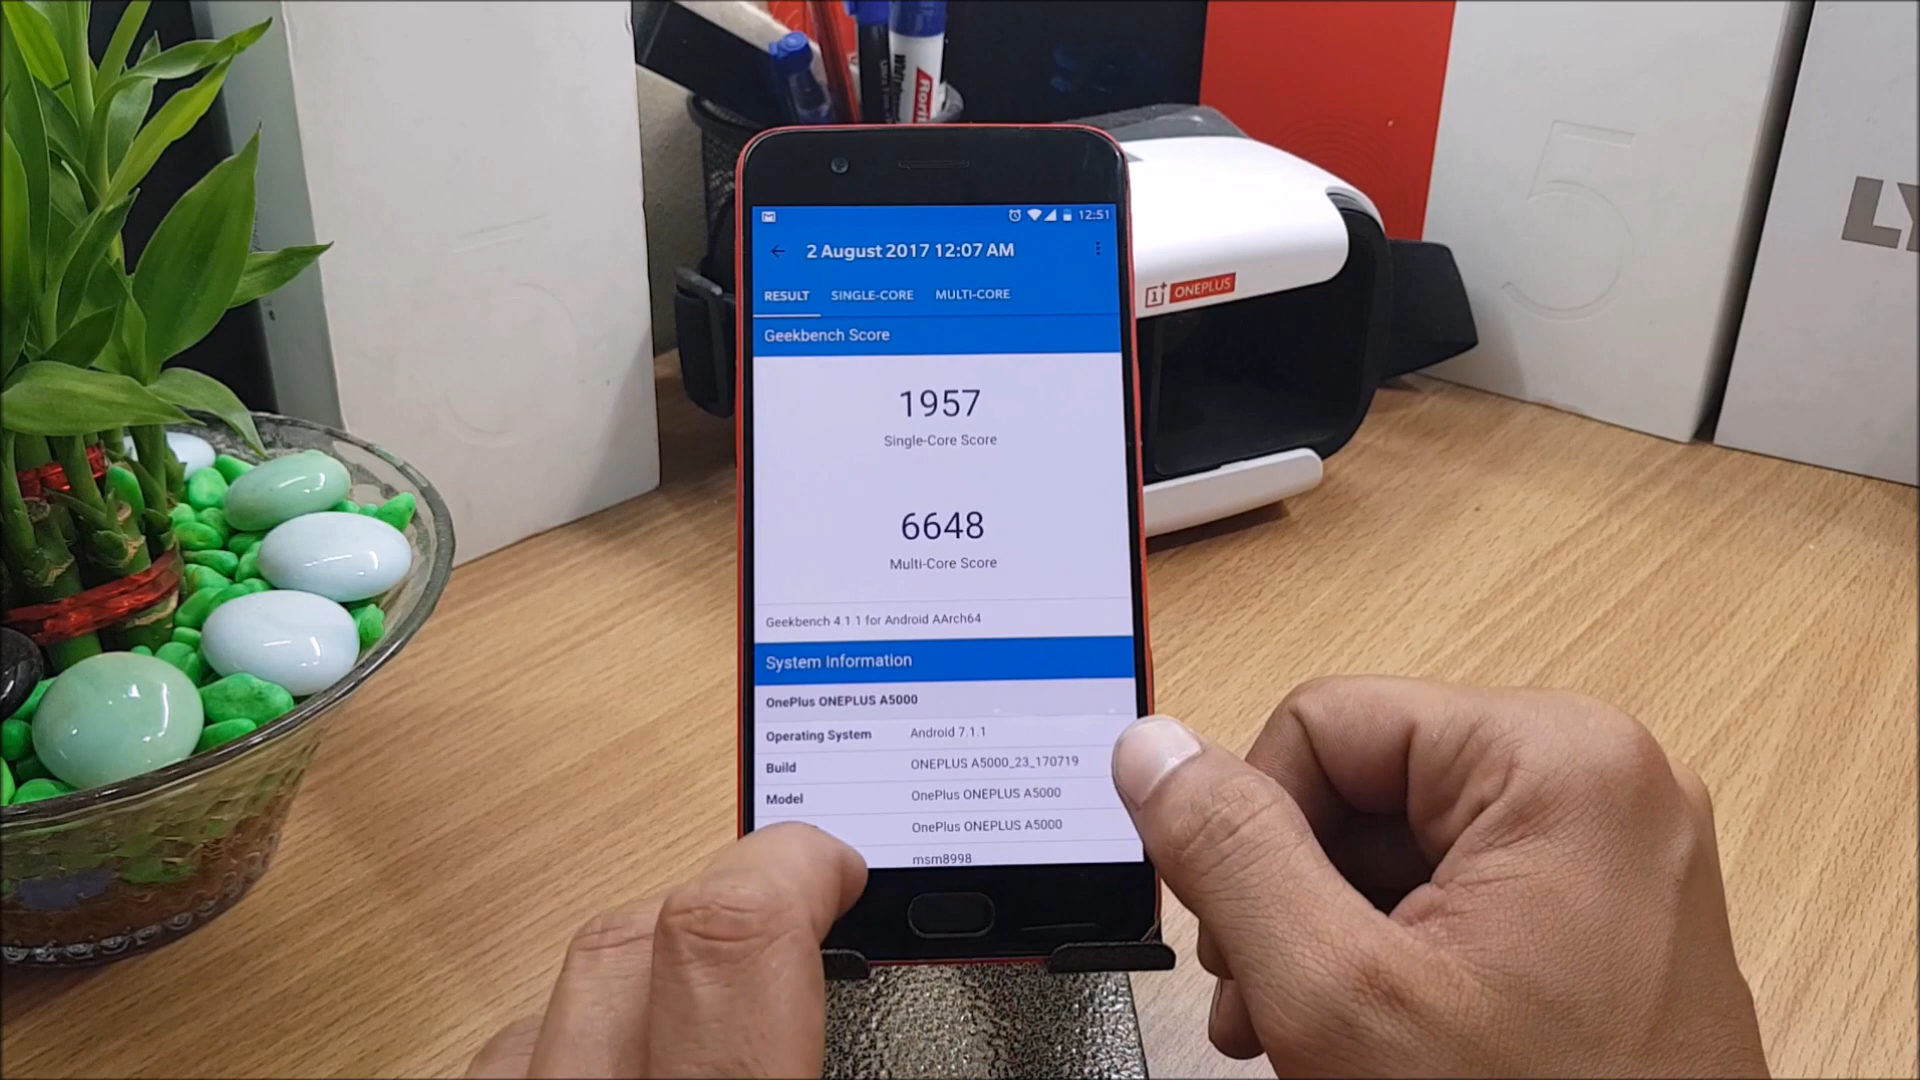 12:51
2 August 2017 12:07 AM
RESULT SINGLE-CORE MULTI-CORE
Geekbench Score
1957
Single-Core Score
6648
Multi-Core Score
Geekbench 4.1.1 for Android AArch64
System Information
OnePlus ONEPLUS A5000
Operating System Android 7.1.1
Build ONEPLUS A5000_23_170719
Model OnePlus ONEPLUS A5000
OnePlus ONEPLUS A5000
msm8998
1+ ONEPLUS
5